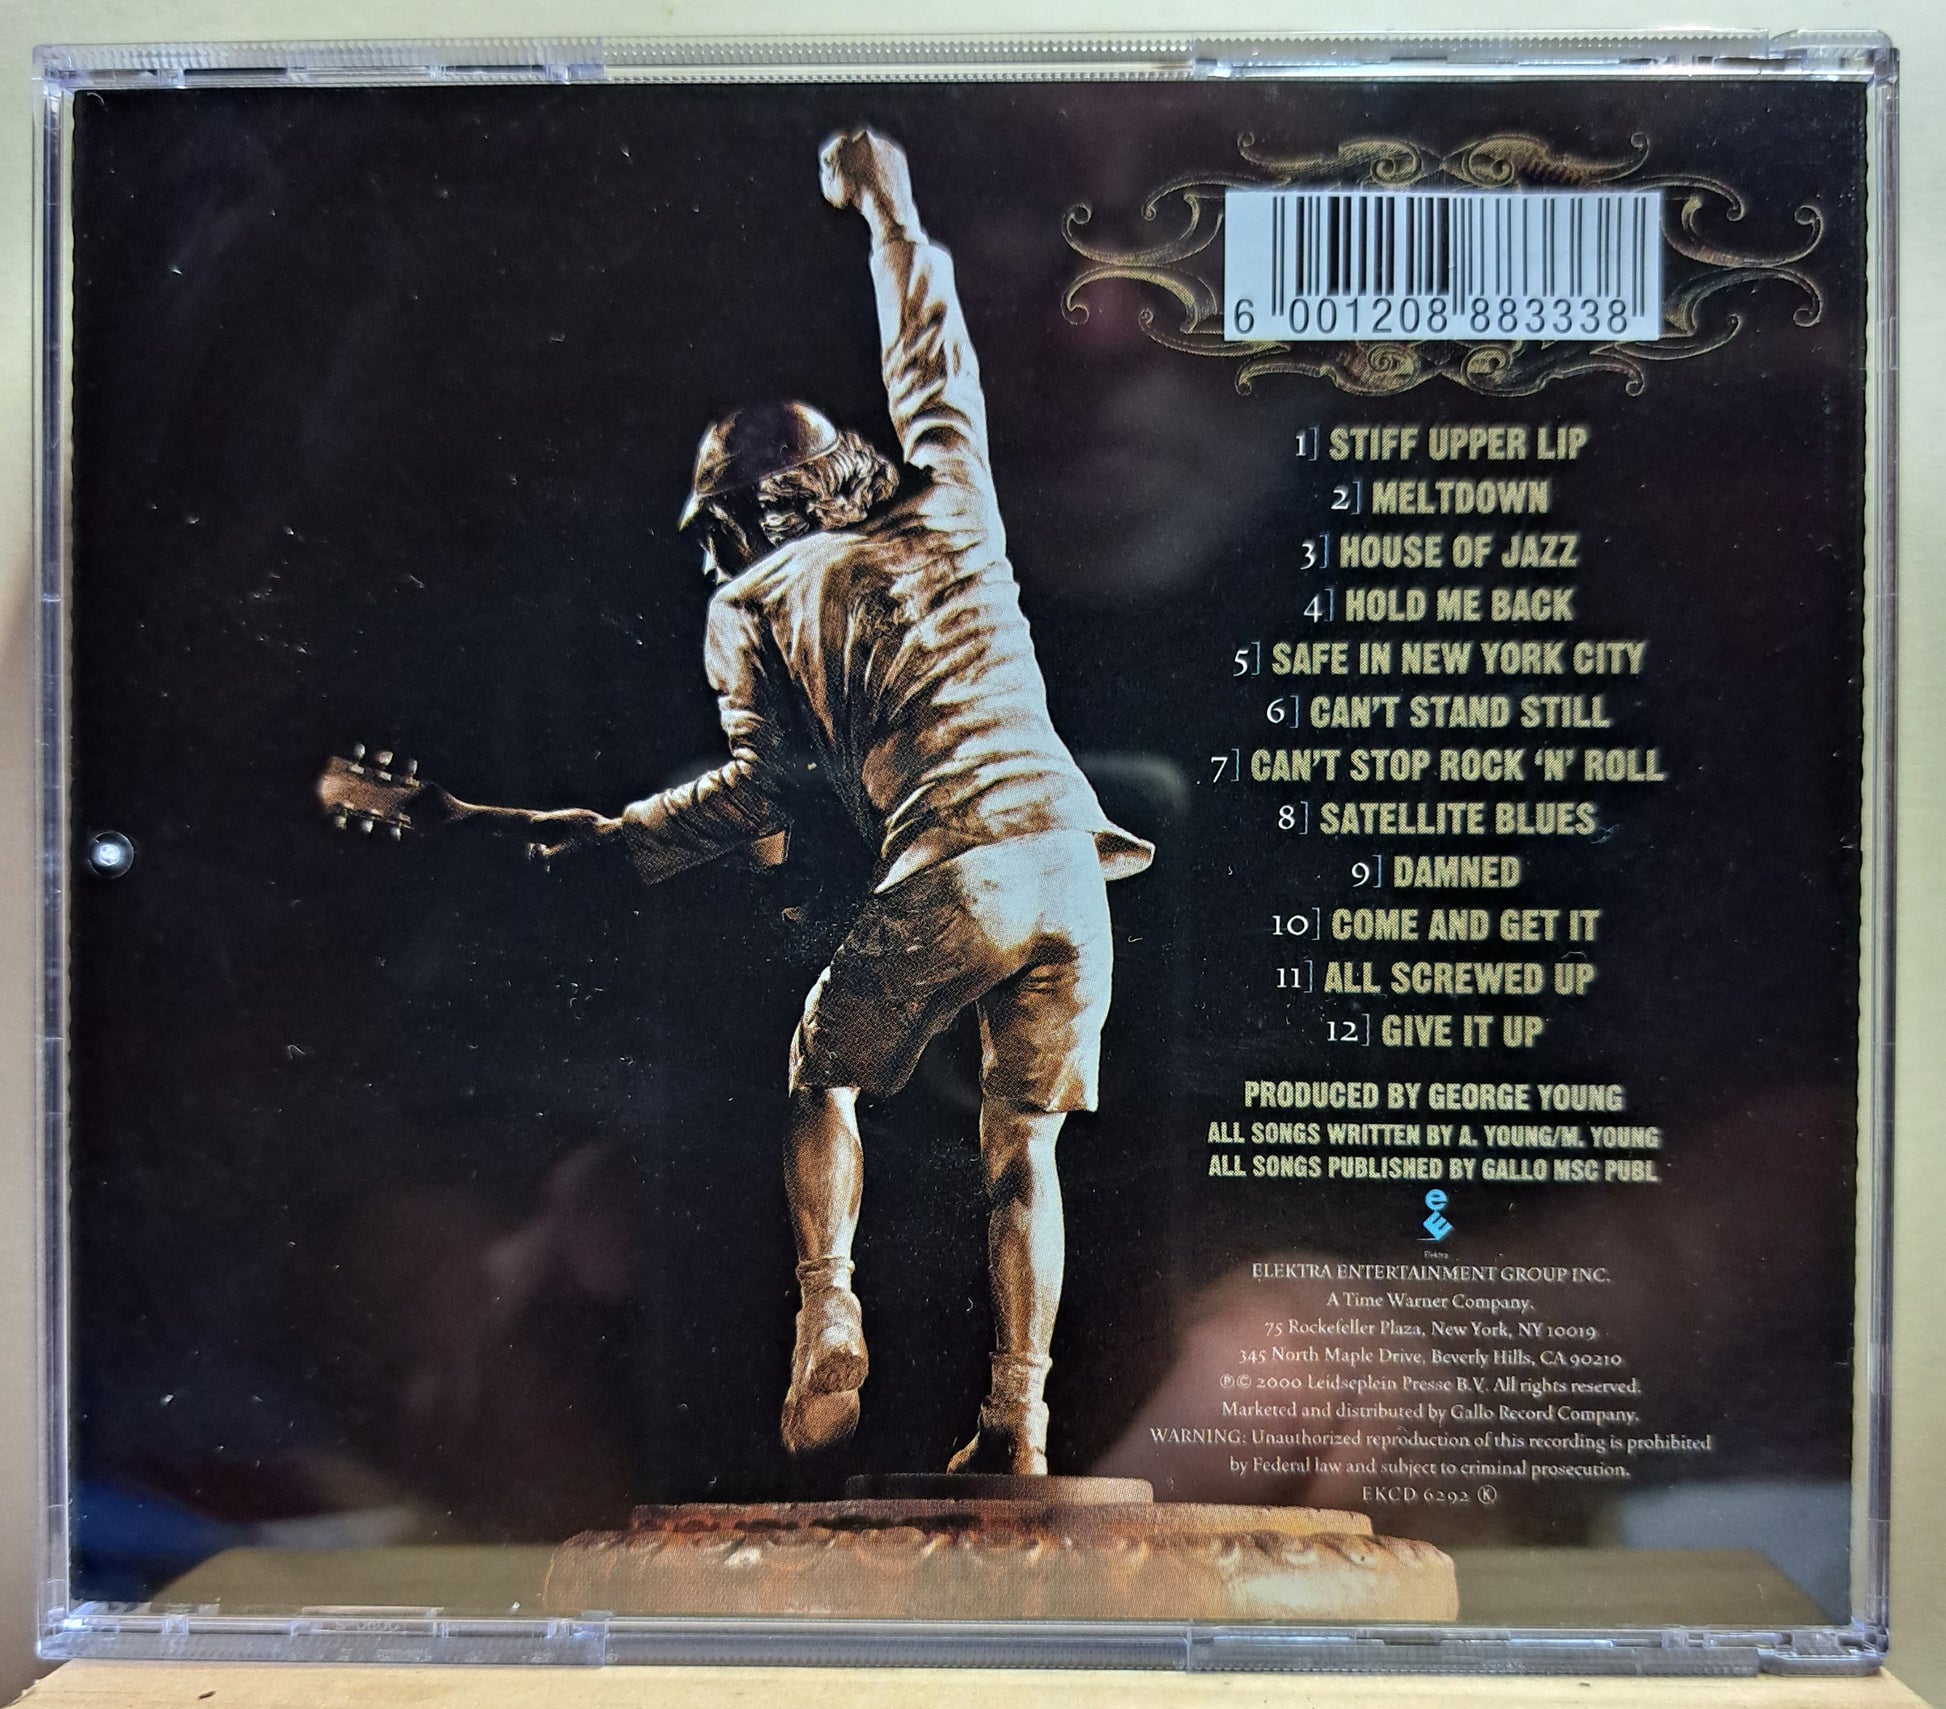 6 001208 883338
1] STIFF UPPER LIP
2] MELTDOWN
3] HOUSE OF JAZZ
4] HOLD ME BACK
5] SAFE IN NEW YORK CITY
6] CAN'T STAND STILL
7] CAN'T STOP ROCK 'N' ROLL
8] SATELLITE BLUES
9] DAMNED
10] COME AND GET IT
11] ALL SCREWED UP
12] GIVE IT UP
PRODUCED BY GEORGE YOUNG
ALL SONGS WRITTEN BY A. YOUNG/M. YOUNG
ALL SONGS PUBLISHED BY GALLO MSC PUBL
Elektra
ELEKTRA ENTERTAINMENT GROUP INC.
A Time Warner Company.
75 Rockefeller Plaza, New York, NY 10019
345 North Maple Drive, Beverly Hills, CA 90210
℗© 2000 Leidseplein Presse B.V. All rights reserved.
Marketed and distributed by Gallo Record Company.
WARNING: Unauthorized reproduction of this recording is prohibited
by Federal law and subject to criminal prosecution.
EKCD 6292 Ⓚ